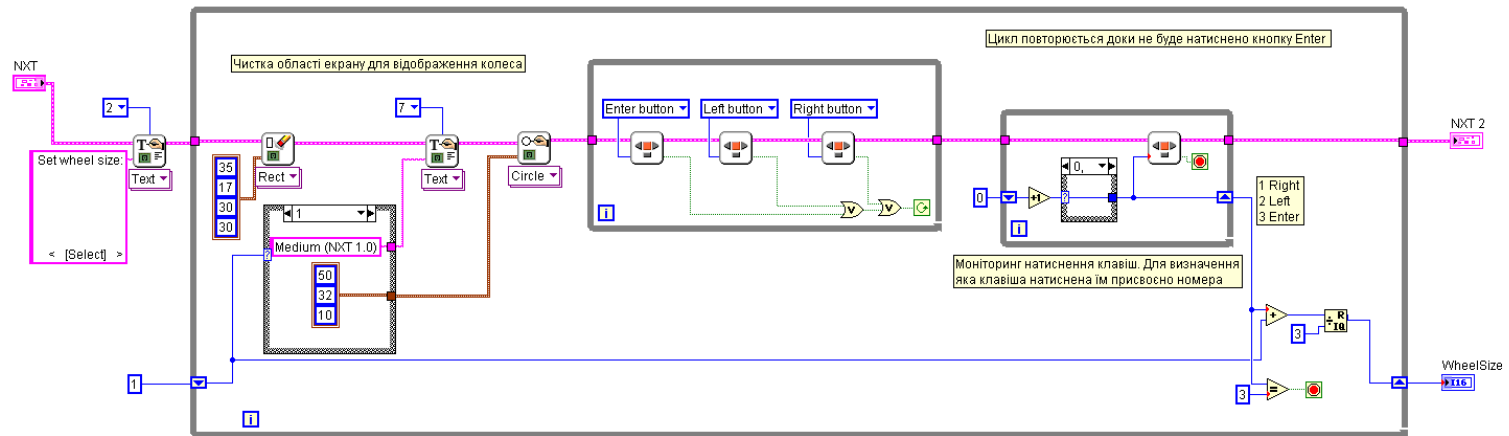 Цикл повторюється доки не буде натиснено кнопку Enter
Чистка області екрану для відображення колеса
NXT
2
7
Enter button
Left button
Right button
NXT 2
T
T
Set wheel size:
Text
Rect
Text
Circle
35
17
30
30
0,
1 Right
2 Left
3 Enter
1
0
+1
?
Medium (NXT 1.0)
V
V
i
i
< [Select] >
?
50
32
10
Моніторинг натиснення клавіш. Для визначення
яка клавіша натиснена їм присвоєно номера
+
R
÷ IQ
3
WheelSize
1
I16
=
3
i